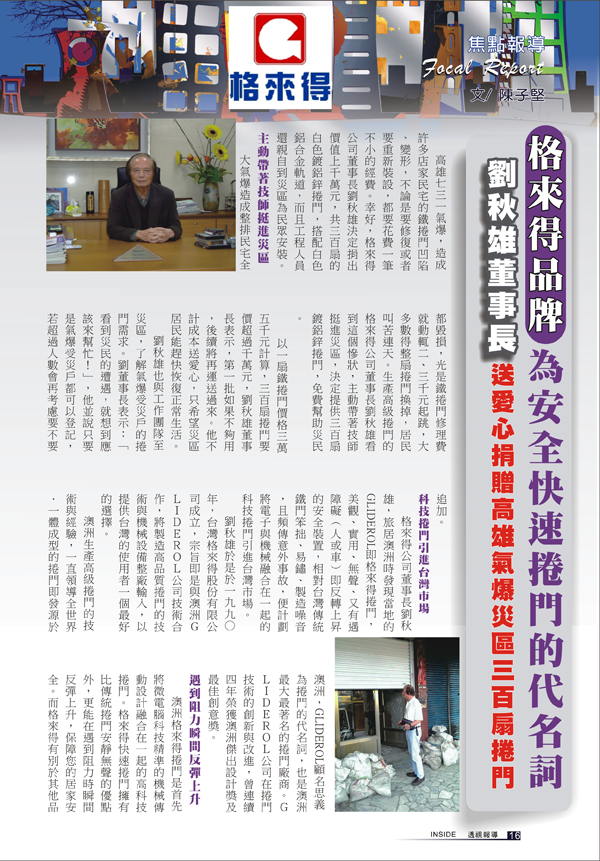 格來得
焦點報導
Focal Report
文/ 陳子堅
格來得品牌為安全快速捲門的代名詞
劉秋雄董事長 送愛心捐贈高雄氣爆災區三百扇捲門
高雄七三一氣爆，造成
許多店家民宅的鐵捲門凹陷
、變形，不論是要修復或者
要重新裝設，都要花費一筆
不小的經費。幸好，格來得
公司董事長劉秋雄決定捐出
價值上千萬元，共三百扇的
白色鍍鋁鋅捲門，搭配白色
鋁合金軌道，而且工程人員
還親自到災區為民眾安裝。
主動帶著技師挺進災區
大氣爆造成整排民宅全
都毀損，光是鐵捲門修理費
就動輒二、三千元起跳，大
多數得整扇捲門換掉，居民
叫苦連天。生產高級捲門的
格來得公司董事長劉秋雄看
到這個慘狀，主動帶著技師
挺進災區，決定提供三百扇
鍍鋁鋅捲門，免費幫助災民
。
以一扇鐵捲門價格三萬
五千元計算，三百扇捲門要
價超過千萬元，劉秋雄董事
長表示，第一批如果不夠用
，後續將再運送過來。他不
計成本送愛心，只希望災區
居民能趕快恢復正常生活。
劉秋雄也與工作團隊至
災區，了解氣爆受災戶的捲
門需求。劉董事長表示：「
看到災民的遭遇，就想到應
該來幫忙！」，他並說只要
是氣爆受災戶都可以登記，
若超過人數會再考慮要不要
追加。
科技捲門引進台灣市場
格來得公司董事長劉秋
雄，旅居澳洲時發現當地的
GLIDEROL即格來得捲門，
美觀、實用、無聲、又有遇
障礙（人或車）即反轉上昇
的安全裝置，相對台灣傳統
鐵門笨拙、易鏽、製造噪音
，且頻傳意外事故，便計劃
將電子與機械融合在一起的
科技捲門引進台灣市場。
劉秋雄於是於一九九〇
年，台灣格來得股份有限公
司成立，宗旨即是與澳洲G
LIDEROL公司技術合
作，將製造高品質捲門的技
術與機械設備整廠輸入，以
提供台灣的使用者一個最好
的選擇。
澳洲生產高級捲門的技
術與經驗，一直領導全世界
，一體成型的捲門即發源於
澳洲，GLIDEROL顧名思義
為捲門的代名詞，也是澳洲
最大最著名的捲門廠商。G
LIDEROL公司在捲門
技術的創新與改進，曾連續
四年榮獲澳洲傑出設計獎及
最佳創意獎。
遇到阻力瞬間反彈上升
澳洲格來得捲門是首先
將微電腦科技精準的機械傳
動設計融合在一起的高科技
捲門。格來得快速捲門擁有
比傳統捲門安靜無聲的優點
外，更能在遇到阻力時瞬間
反彈上升，保障您的居家安
全。而格來得有別於其他品
INSIDE 透視報導 16